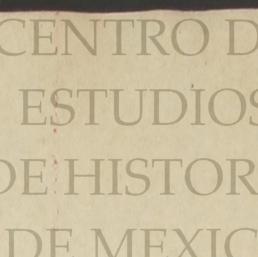 CENTRO D
ESTUDIOS
DE HISTOR
DE MEXIC